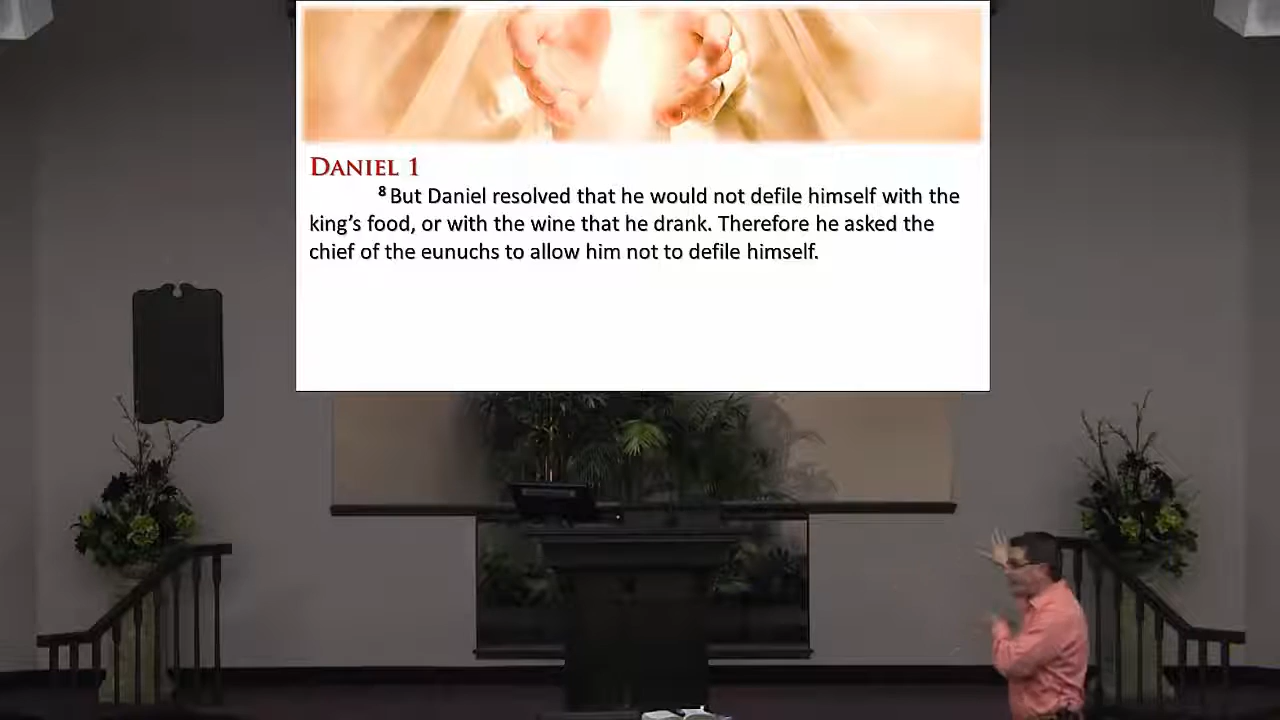 DANIEL 1
8 But Daniel resolved that he would not defile himself with the
king’s food, or with the wine that he drank. Therefore he asked the
chief of the eunuchs to allow him not to defile himself.